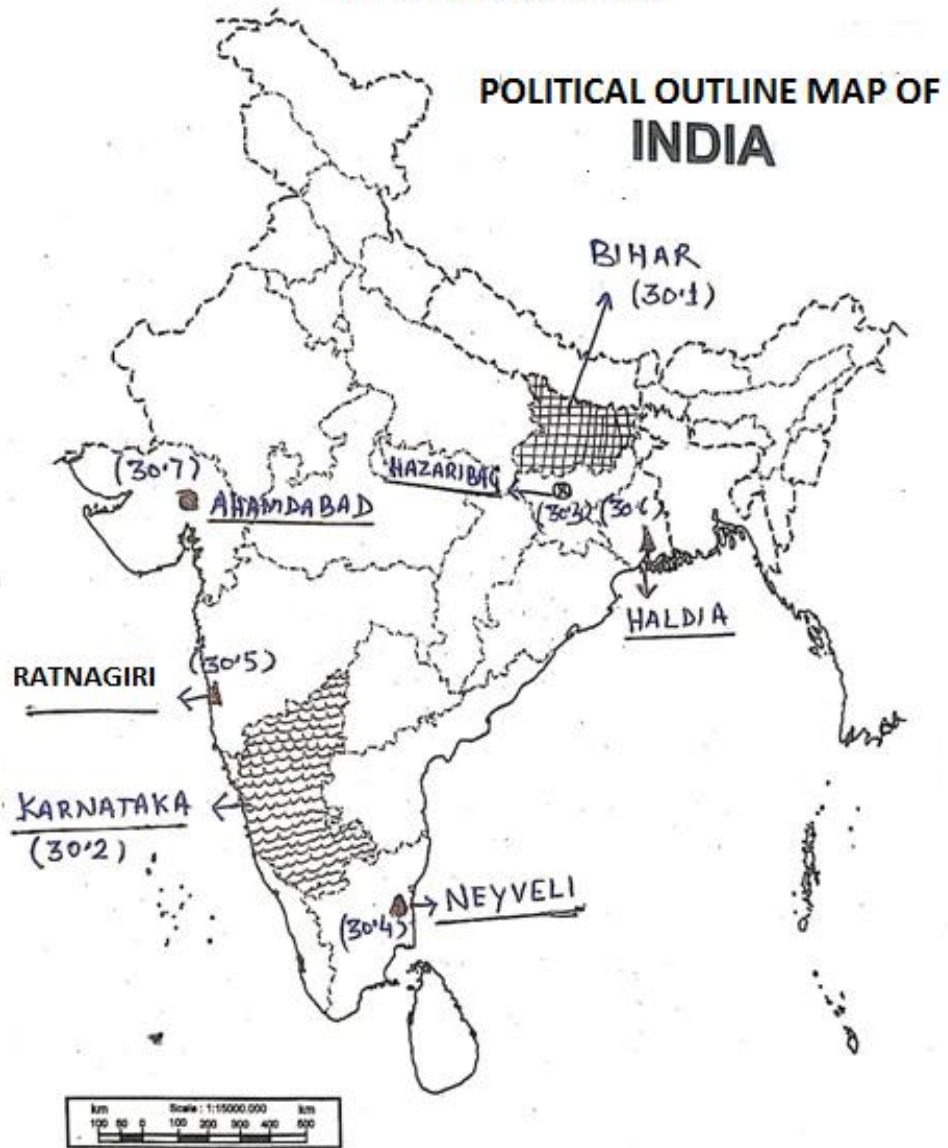 POLITICAL OUTLINE MAP OF
INDIA
BIHAR
(30.1)
(30.7)
AHAMDABAD
HAZARIBAG
(30.3)
(30.6)
HALDIA
(30.5)
RATNAGIRI
KARNATAKA
(30.2)
NEYVELI
(30.4)
km Scale : 1:15000,000 km
100 50 0 100 200 300 400 500